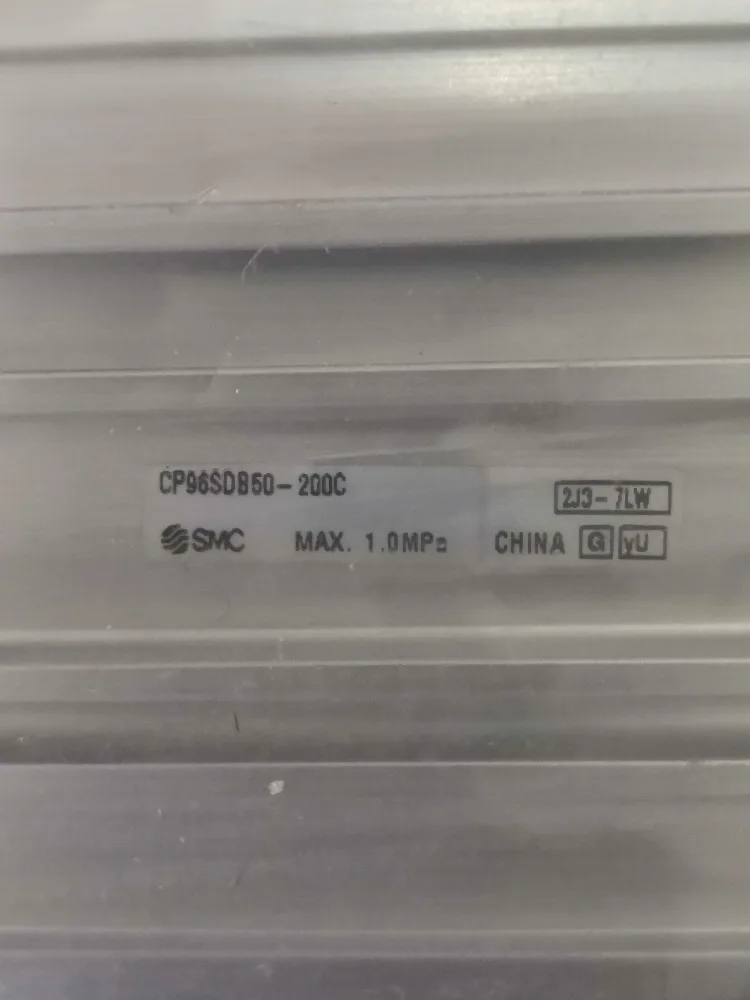 CP96SDB50-200C 2J3-7LW
SMC MAX. 1.0MPa CHINA G yU